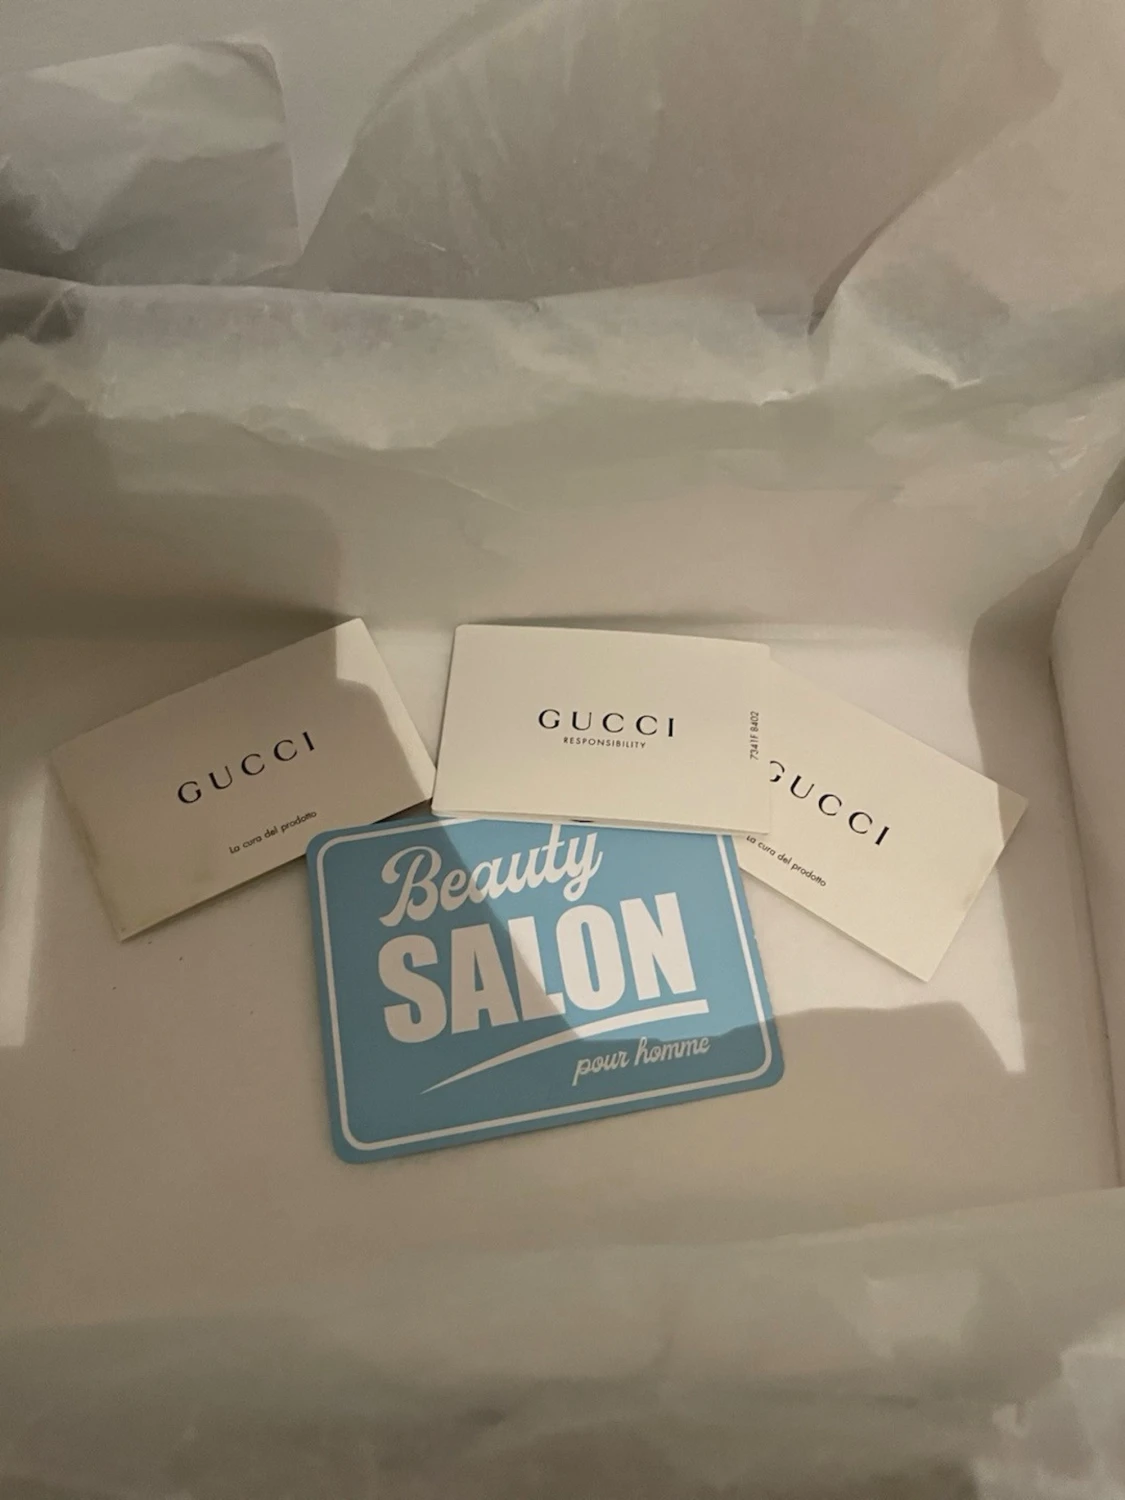 GUCCI
La cura del prodotto
GUCCI
RESPONSIBILITY
7341F 8402
GUCCI
La cura del prodotto
Beauty
SALON
pour homme